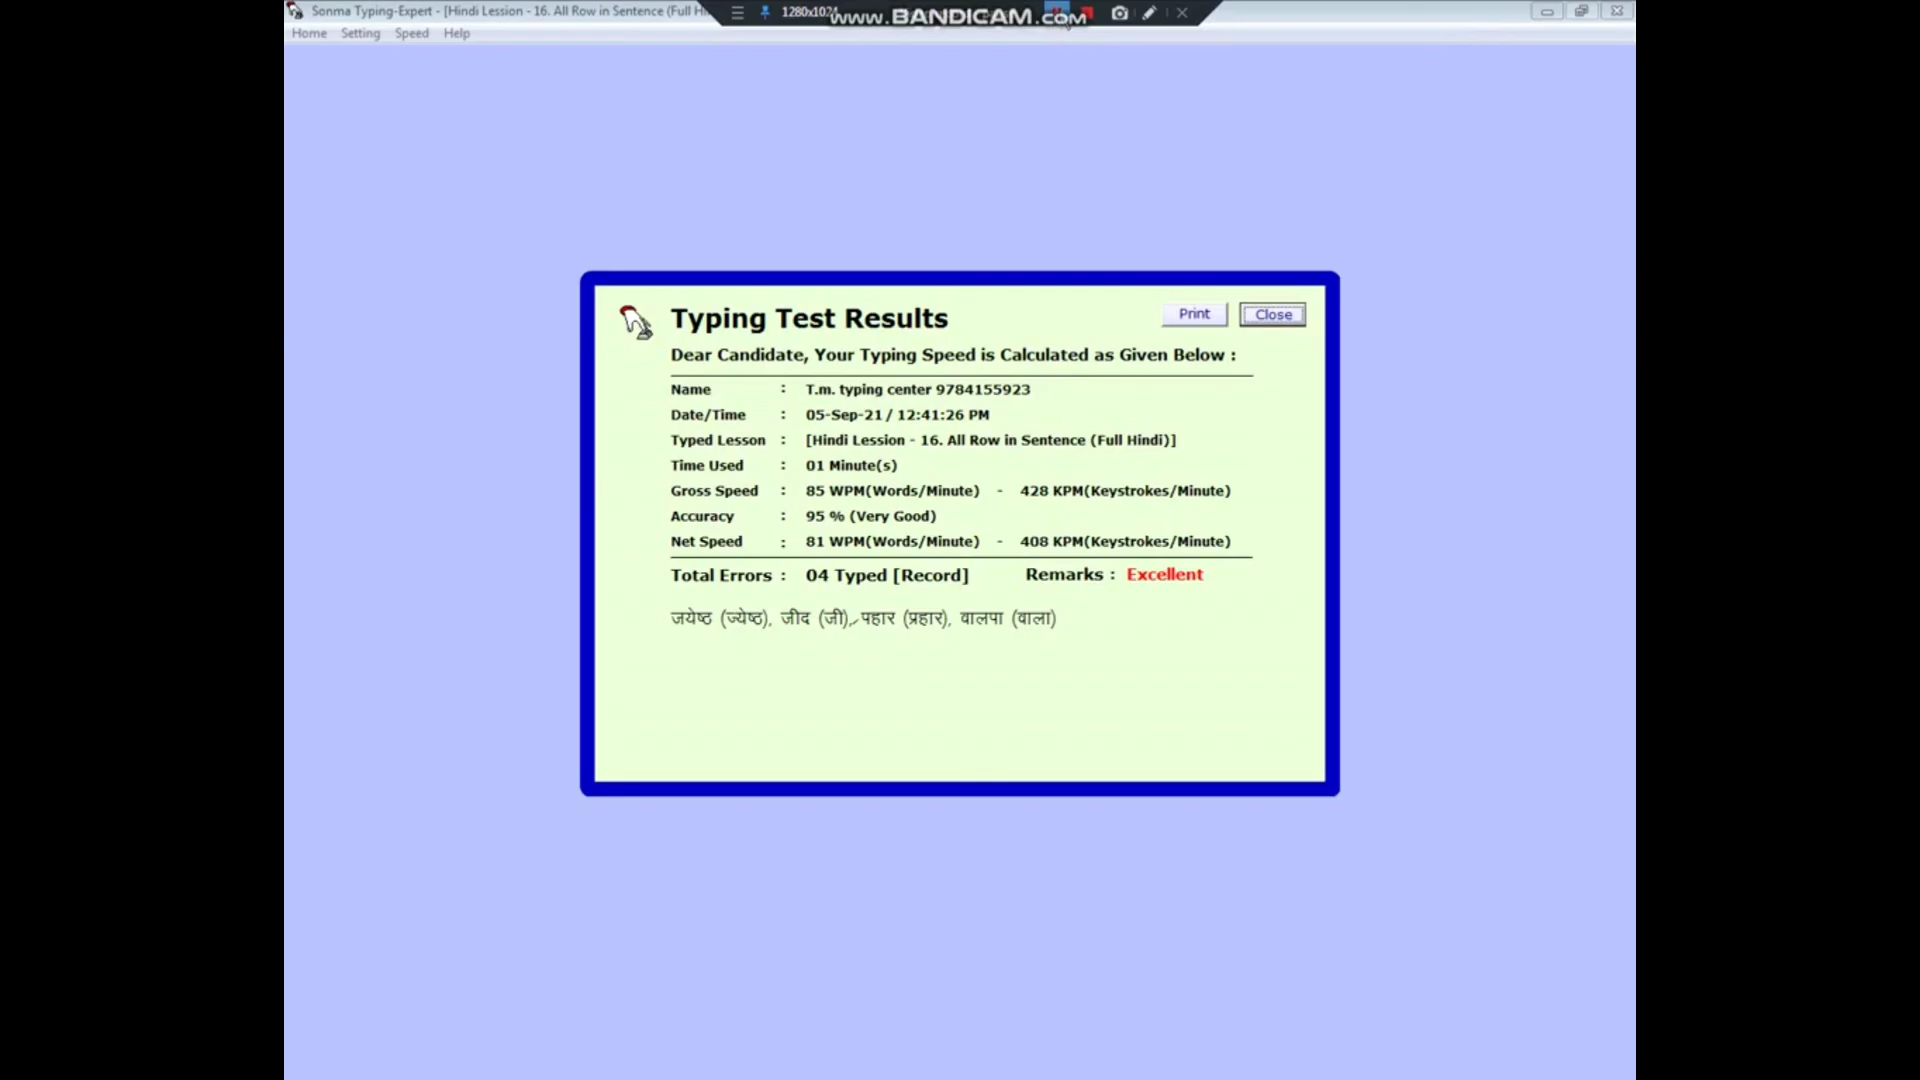 Sonma Typing-Expert - [Hindi Lession - 16. All Row in Sentence (Full
1280x1024
www.BANDICAM.com
Home Setting Speed Help
Typing Test Results
Print Close
Dear Candidate, Your Typing Speed is Calculated as Given Below :
Name : T.m. typing center 9784155923
Date/Time : 05-Sep-21 / 12:41:26 PM
Typed Lesson : [Hindi Lession - 16. All Row in Sentence (Full Hindi)]
Time Used : 01 Minute(s)
Gross Speed : 85 WPM(Words/Minute) - 428 KPM(Keystrokes/Minute)
Accuracy : 95 % (Very Good)
Net Speed : 81 WPM(Words/Minute) - 408 KPM(Keystrokes/Minute)
Total Errors : 04 Typed [Record] Remarks : Excellent
जयेष्ठ (ज्येष्ठ), जीद (जी), पहार (प्रहार), वालपा (वाला)